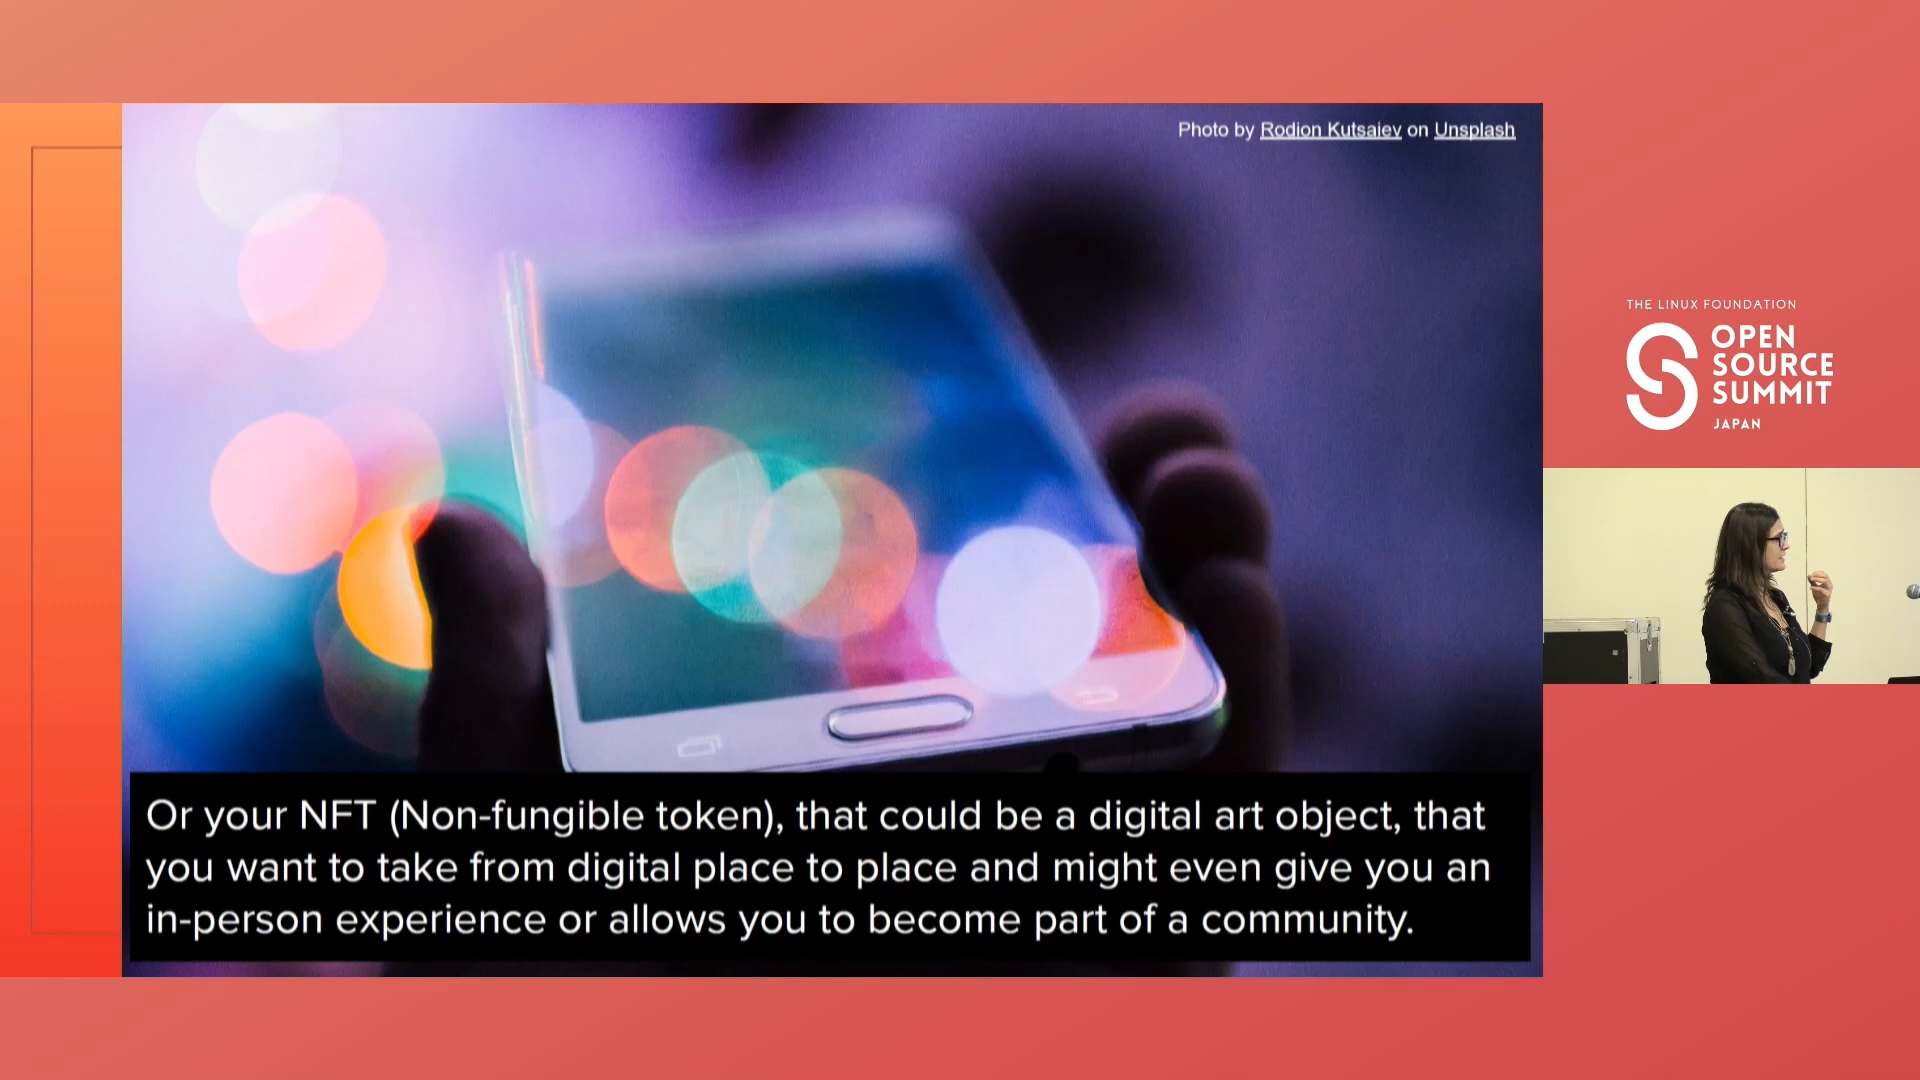 Photo by Rodion Kutsaiev on Unsplash
THE LINUX FOUNDATION
OPEN
SOURCE
SUMMIT
JAPAN
Or your NFT (Non-fungible token), that could be a digital art object, that
you want to take from digital place to place and might even give you an
in-person experience or allows you to become part of a community.